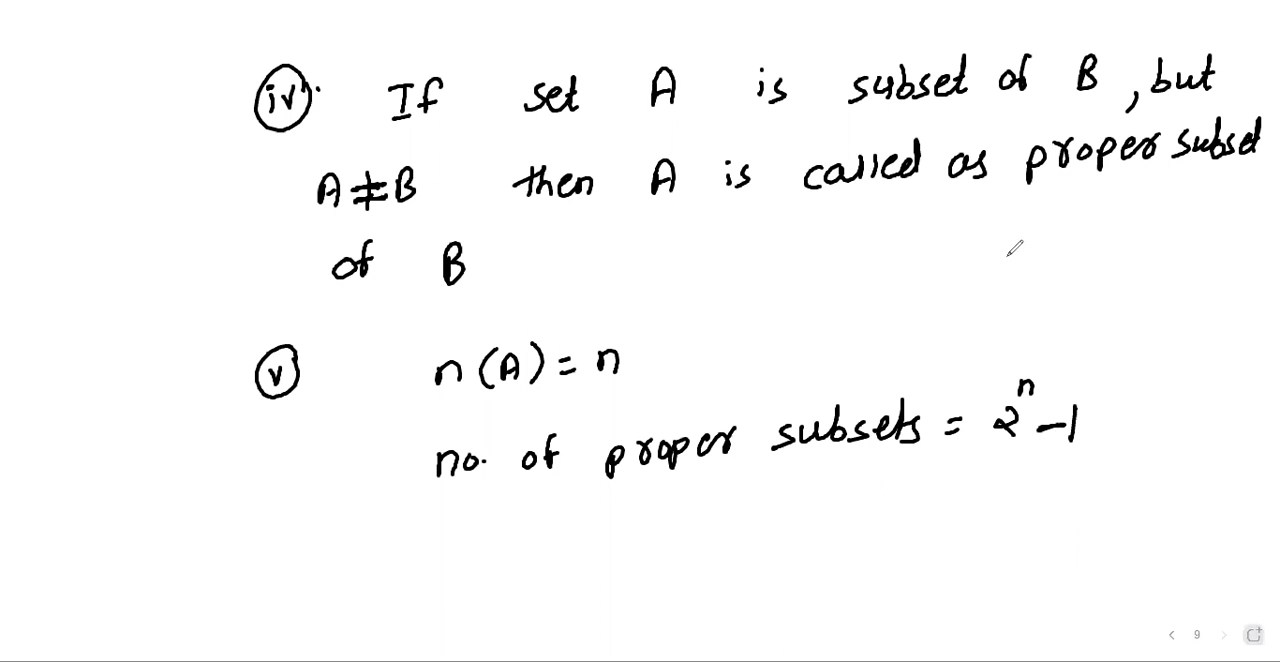 (iv). If set A is subset of B, but
A≠B then A is called as proper subset
of B
(v) n(A) = n
no. of proper subsets = 2ⁿ-1
9